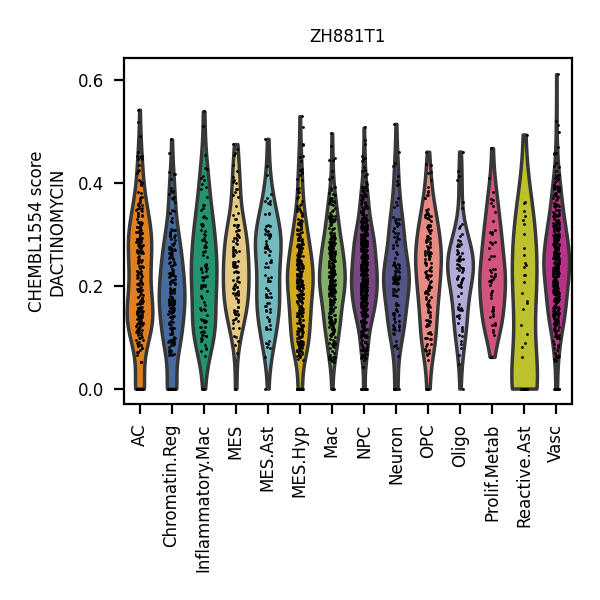 ZH881T1
CHEMBL1554 score
DACTINOMYCIN
0.6
0.4
0.2
0.0
AC
Chromatin.Reg
Inflammatory.Mac
MES
MES.Ast
MES.Hyp
Mac
NPC
Neuron
OPC
Oligo
Prolif.Metab
Reactive.Ast
Vasc